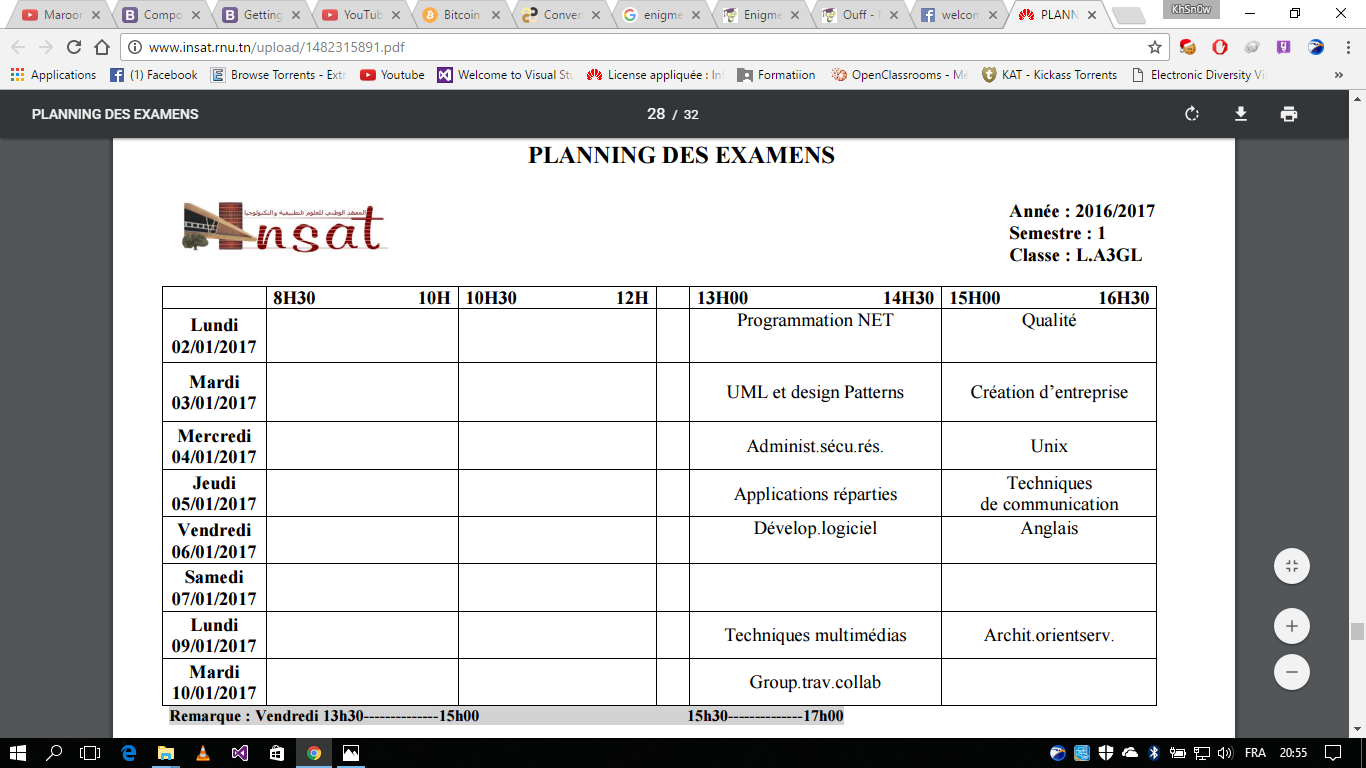 Maroor
Compo
Getting
YouTub
Bitcoin
Conver
enigme
Enigme
Ouff -
welcom
PLANN
KhSn0w
www.insat.rnu.tn/upload/1482315891.pdf
Applications
(1) Facebook
Browse Torrents - Extr
Youtube
Welcome to Visual Stu
License appliquée : Inf
Formatiion
OpenClassrooms - Me
KAT - Kickass Torrents
Electronic Diversity Vi
»
PLANNING DES EXAMENS
28 / 32
PLANNING DES EXAMENS
المعهد الوطني للعلوم التطبيقية و التكنولوجيا
Insat
Année : 2016/2017
Semestre : 1
Classe : L.A3GL
8H30 10H 10H30 12H 13H00 14H30 15H00 16H30
Lundi
02/01/2017
Programmation NET
Qualité
Mardi
03/01/2017
UML et design Patterns
Création d'entreprise
Mercredi
04/01/2017
Administ.sécu.rés.
Unix
Jeudi
05/01/2017
Applications réparties
Techniques
de communication
Vendredi
06/01/2017
Dévelop.logiciel
Anglais
Samedi
07/01/2017
Lundi
09/01/2017
Techniques multimédias
Archit.orientserv.
Mardi
10/01/2017
Group.trav.collab
Remarque : Vendredi 13h30--------------15h00 15h30--------------17h00
FRA
20:55